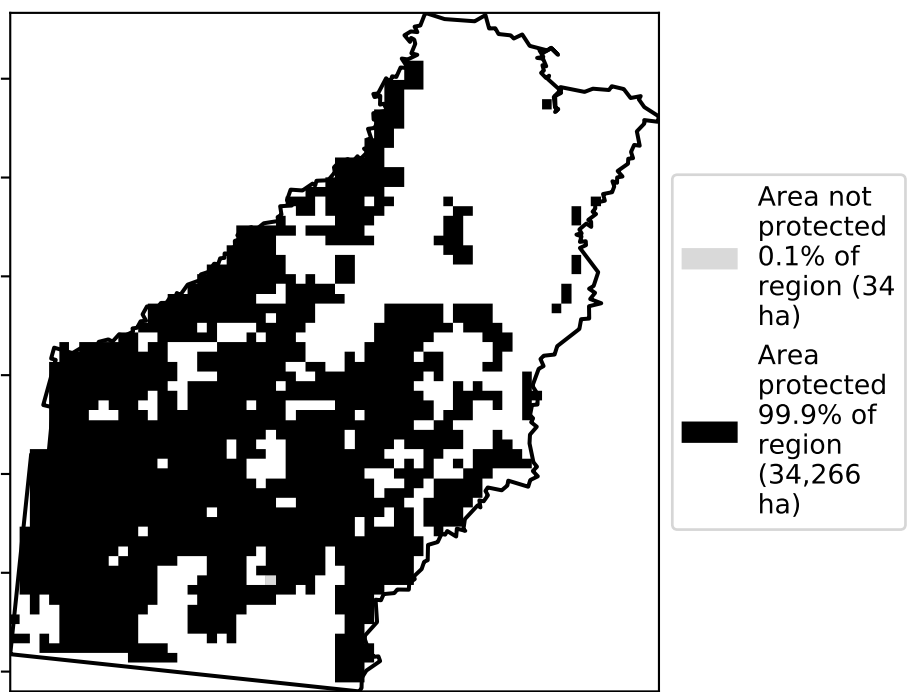 Area not
protected
0.1% of
region (34
ha)
Area
protected
99.9% of
region
(34,266
ha)